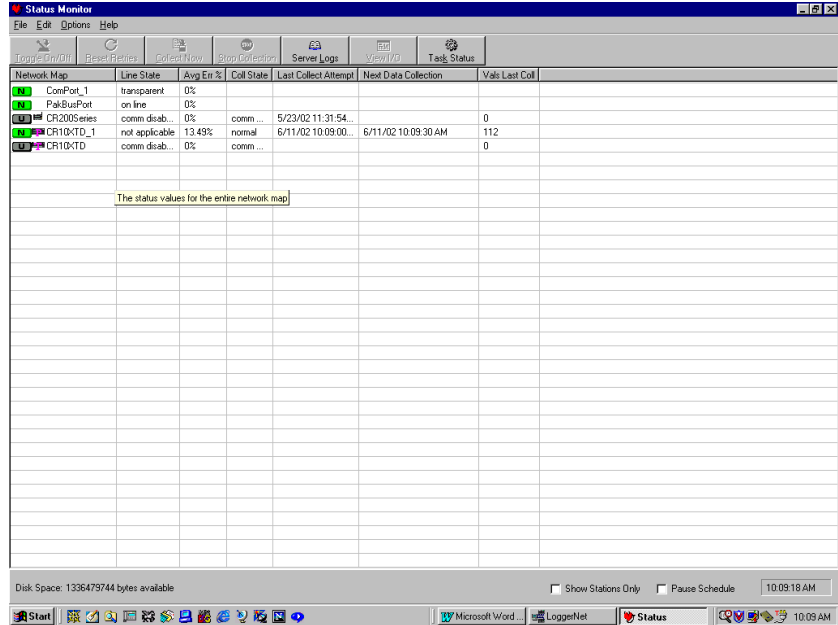 Status Monitor
File Edit Options Help
Toggle On/Off Reset Retries Collect Now Stop Collection Server Logs View I/O Task Status
Network Map Line State Avg Err % Coll State Last Collect Attempt Next Data Collection Vals Last Coll
N ComPort_1 transparent 0%
N PakBusPort on line 0%
U CR200Series comm disab... 0% comm ... 5/23/02 11:31:54... 0
N CR10XTD_1 not applicable 13.49% normal 6/11/02 10:09:00... 6/11/02 10:09:30 AM 112
U CR10XTD comm disab... 0% comm ... 0
The status values for the entire network map
Disk Space: 1336479744 bytes available Show Stations Only Pause Schedule 10:09:18 AM
Start Microsoft Word ... LoggerNet Status 10:09 AM